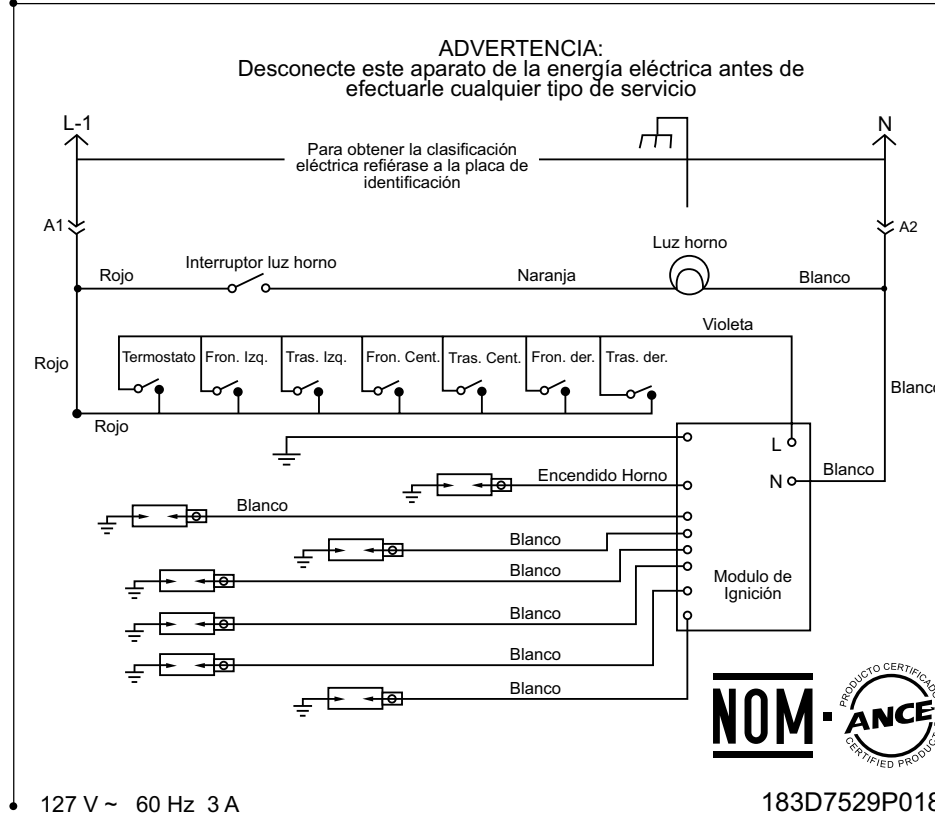 ADVERTENCIA:
Desconecte este aparato de la energía eléctrica antes de
efectuarle cualquier tipo de servicio
L-1
N
Para obtener la clasificación
eléctrica refiérase a la placa de
identificación
A1
A2
Luz horno
Interruptor luz horno
Rojo
Naranja
Blanco
Violeta
Rojo
Termostato
Fron. Izq.
Tras. Izq.
Fron. Cent.
Tras. Cent.
Fron. der.
Tras. der.
Blanco
Rojo
L
Encendido Horno
N
Blanco
Blanco
Blanco
Blanco
Modulo de
Ignición
Blanco
Blanco
Blanco
PRODUCTO CERTIFICADO
NOM-ANCE
CERTIFIED PRODUCT
127 V ~ 60 Hz 3 A
183D7529P018